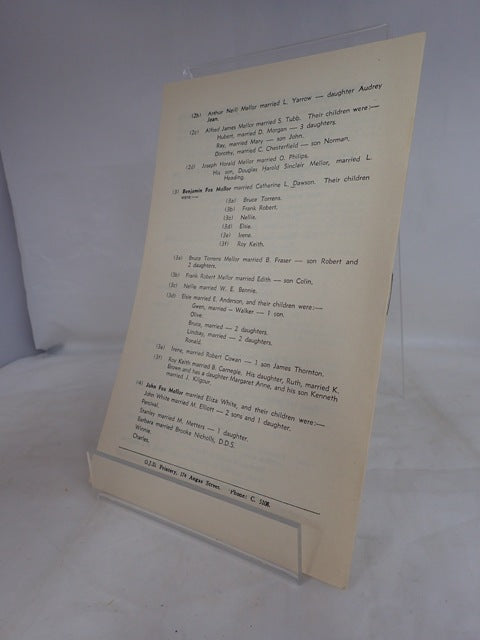 (2b) Arthur Neill Mellor married L. Yarrow — daughter Audrey
Jean.
(2c) Alfred James Mellor married S. Tubb. Their children were:—
Hubert, married D. Morgan — 3 daughters.
Ray, married Mary — son John.
Dorothy, married C. Chesterfield — son Norman.
(2d) Joseph Harald Mellor married O. Philips.
His son, Douglas Harold Sinclair Mellor, married L.
Heading.
(3) Benjamin Fox Mellor married Catherine L. Dawson. Their children
were:—
(3a) Bruce Torrens.
(3b) Frank Robert.
(3c) Nellie.
(3d) Elsie.
(3e) Irene.
(3f) Roy Keith.
(3a) Bruce Torrens Mellor married B. Fraser — son Robert and
2 daughters.
(3b) Frank Robert Mellor married Edith — son Colin.
(3c) Nellie married W. E. Bennie.
(3d) Elsie married E. Anderson, and their children were:—
Gwen, married – Walker — 1 son.
Olive.
Bruce, married — 2 daughters.
Lindsay, married — 2 daughters.
Ronald.
(3e) Irene, married Robert Cowan — 1 son James Thornton.
(3f) Roy Keith married B. Carnegie. His daughter, Ruth, married K.
Brown and has a daughter Margaret Anne, and his son Kenneth
married J. Kilgour.
(4) John Fox Mellor married Eliza White, and their children were:—
John White married M. Elliott — 2 sons and 1 daughter.
Percival.
Stanley married M. Metters — 1 daughter.
Barbara married Brooke Nicholls, D.D.S.
Winnie.
Charles.
Printery, 174 Angas Street. 'Phone: C. 5108.